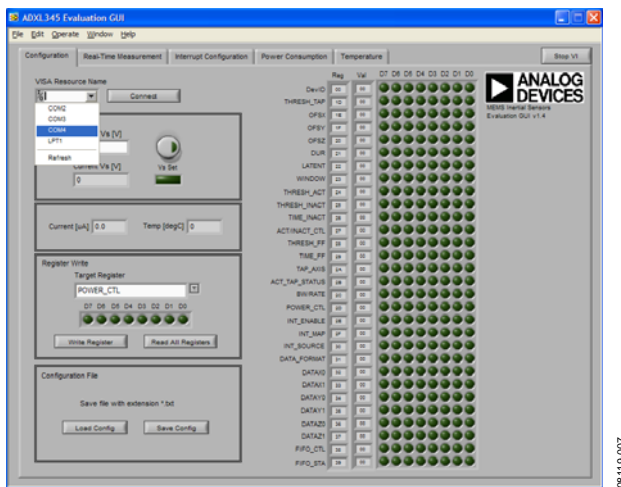 ADXL345 Evaluation GUI
File Edit Operate Window Help
Configuration Real-Time Measurement Interrupt Configuration Power Consumption Temperature
Stop VI
VISA Resource Name
Connect
COM2
COM3
COM4
LPT1
Refresh
Vs [V]
Current Vs [V]
0
Vs Set
Current [uA] 0.0 Temp [degC] 0
Register Write
Target Register
POWER_CTL
D7 D6 D5 D4 D3 D2 D1 D0
Write Register Read All Registers
Configuration File
Save file with extension *.txt
Load Config Save Config
Reg Val D7 D6 D5 D4 D3 D2 D1 D0
DevID
THRESH_TAP
OFSX
OFSY
OFSZ
DUR
LATENT
WINDOW
THRESH_ACT
THRESH_INACT
TIME_INACT
ACT/INACT_CTL
THRESH_FF
TIME_FF
TAP_AXIS
ACT_TAP_STATUS
BW/RATE
POWER_CTL
INT_ENABLE
INT_MAP
INT_SOURCE
DATA_FORMAT
DATAX0
DATAX1
DATAY0
DATAY1
DATAZ0
DATAZ1
FIFO_CTL
FIFO_STA
ANALOG
DEVICES
MEMS Inertial Sensors
Evaluation GUI v1.4